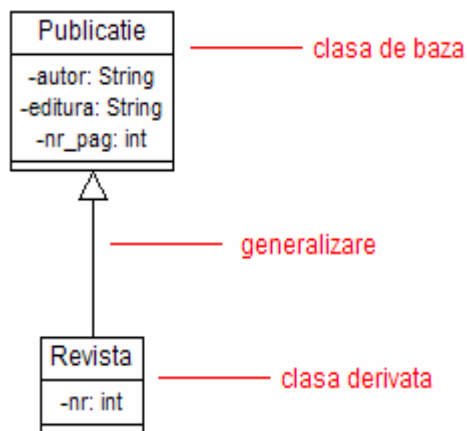 Publicatie
clasa de baza
-autor: String
-editura: String
-nr_pag: int
generalizare
Revista
clasa derivata
-nr: int